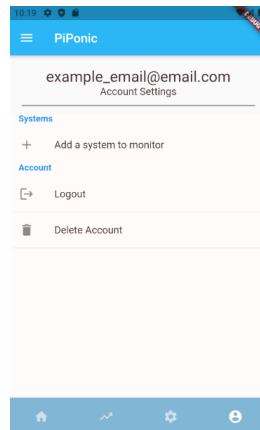 10:19
PiPonic
example_email@email.com
Account Settings
Systems
Add a system to monitor
Account
Logout
Delete Account